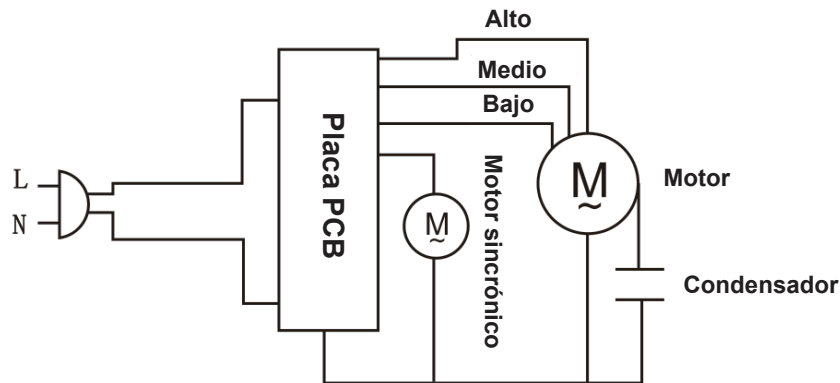 Alto
Medio
Bajo
L
N
Placa PCB
M
~
Motor sincrónico
M
~
Motor
Condensador